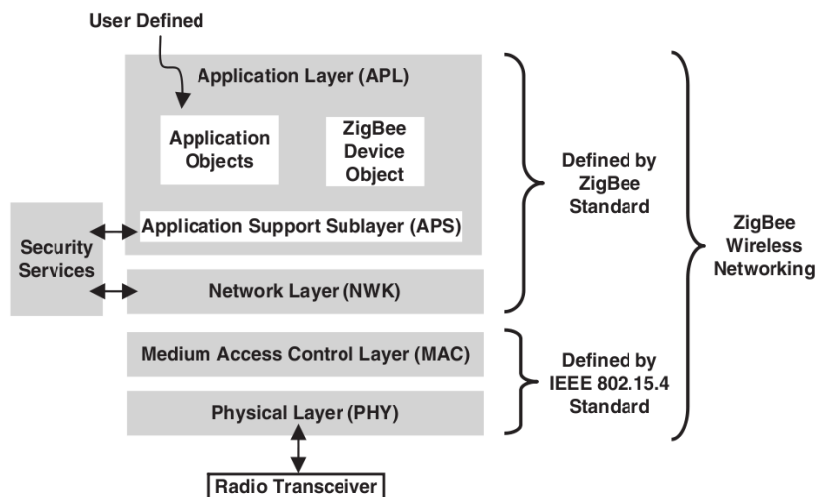 User Defined
Application Layer (APL)
Application
Objects
ZigBee
Device
Object
Application Support Sublayer (APS)
Security
Services
Network Layer (NWK)
Medium Access Control Layer (MAC)
Physical Layer (PHY)
Radio Transceiver
Defined by
ZigBee
Standard
Defined by
IEEE 802.15.4
Standard
ZigBee
Wireless
Networking